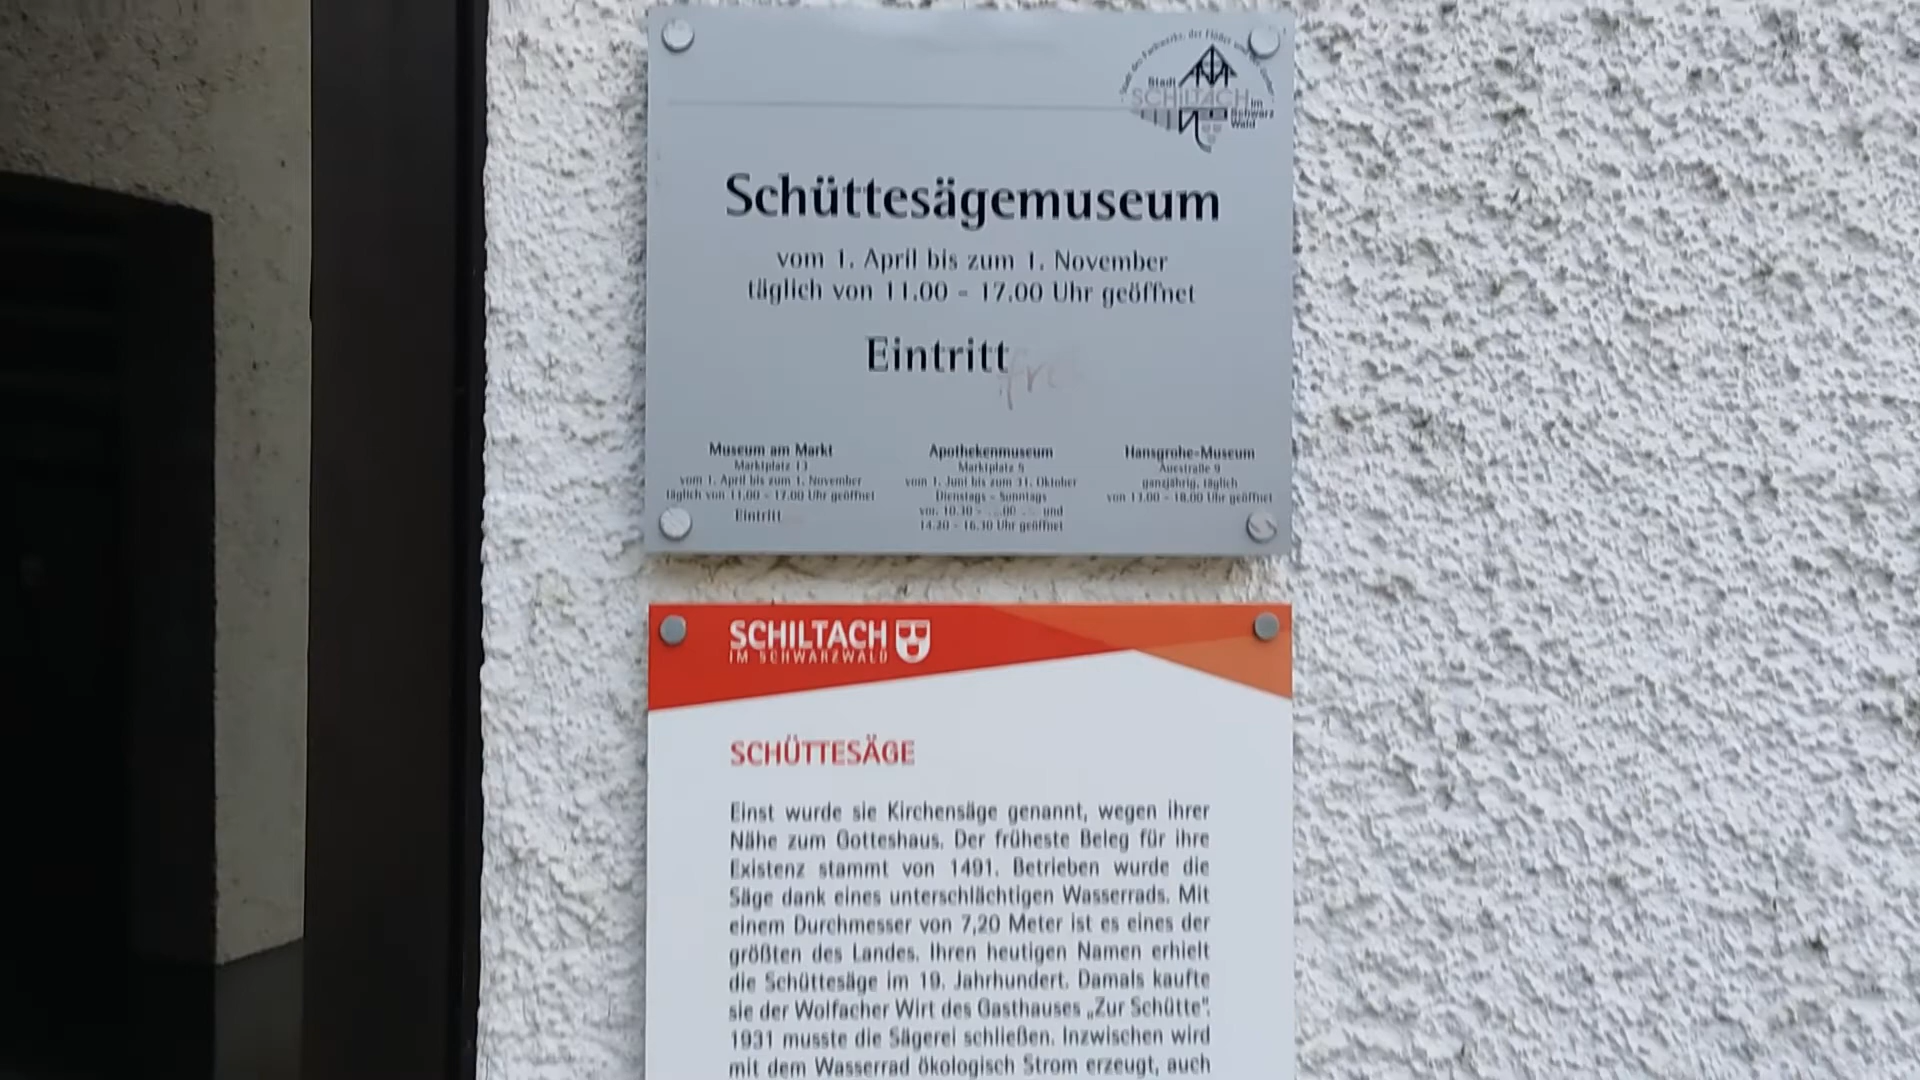 Stadt
SCHILTACH im
Schwarz
Wald
Schüttesägemuseum
vom 1. April bis zum 1. November
täglich von 11.00 - 17.00 Uhr geöffnet
Eintritt
Museum am Markt
Marktplatz 13
vom 1. April bis zum 1. November
täglich von 11.00 - 17.00 Uhr geöffnet
Eintritt
Apothekenmuseum
Marktplatz 5
vom 1. Juni bis zum 31. Oktober
Dienstags - Sonntags
10.30 - und
14.30 - 16.30 Uhr geöffnet
Hansgrohe-Museum
Auestraße 9
ganzjährig, täglich
von 13.00 - 18.00 Uhr geöffnet
SCHILTACH
IM SCHWARZWALD
SCHÜTTESÄGE
Einst wurde sie Kirchensäge genannt, wegen ihrer
Nähe zum Gotteshaus. Der früheste Beleg für ihre
Existenz stammt von 1491. Betrieben wurde die
Säge dank eines unterschlächtigen Wasserrads. Mit
einem Durchmesser von 7,20 Meter ist es eines der
größten des Landes. Ihren heutigen Namen erhielt
die Schüttesäge im 19. Jahrhundert. Damals kaufte
sie der Wolfacher Wirt des Gasthauses „Zur Schütte".
1931 musste die Sägerei schließen. Inzwischen wird
mit dem Wasserrad ökologisch Strom erzeugt, auch